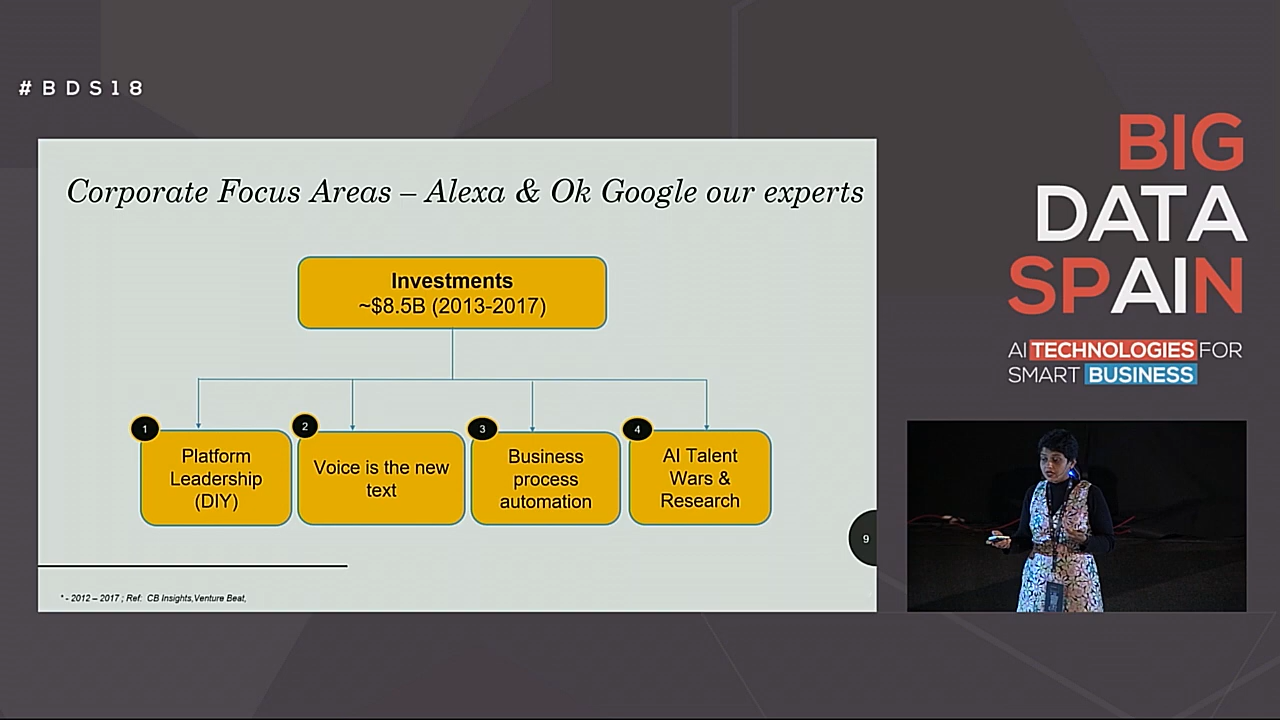 #BDS18
BIG
DATA
SPAIN
AI TECHNOLOGIES FOR
SMART BUSINESS
Corporate Focus Areas – Alexa & Ok Google our experts
Investments
~$8.5B (2013-2017)
1
Platform
Leadership
(DIY)
2
Voice is the new
text
3
Business
process
automation
4
AI Talent
Wars &
Research
9
* - 2012 – 2017 ; Ref: CB Insights,Venture Beat,